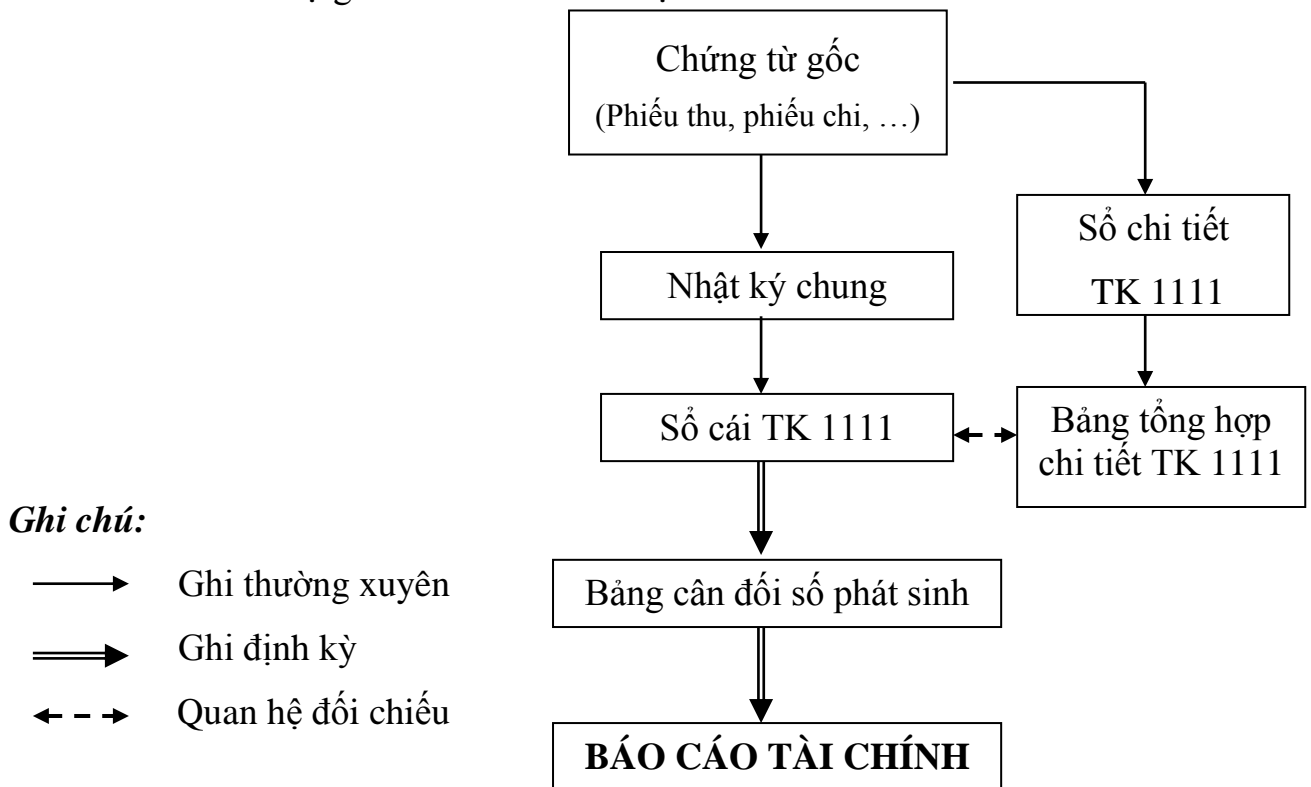 Chứng từ gốc
(Phiếu thu, phiếu chi, …)
Sổ chi tiết
TK 1111
Nhật ký chung
Sổ cái TK 1111
Bảng tổng hợp
chi tiết TK 1111
Ghi chú:
Ghi thường xuyên
Ghi định kỳ
Quan hệ đối chiếu
Bảng cân đối số phát sinh
BÁO CÁO TÀI CHÍNH